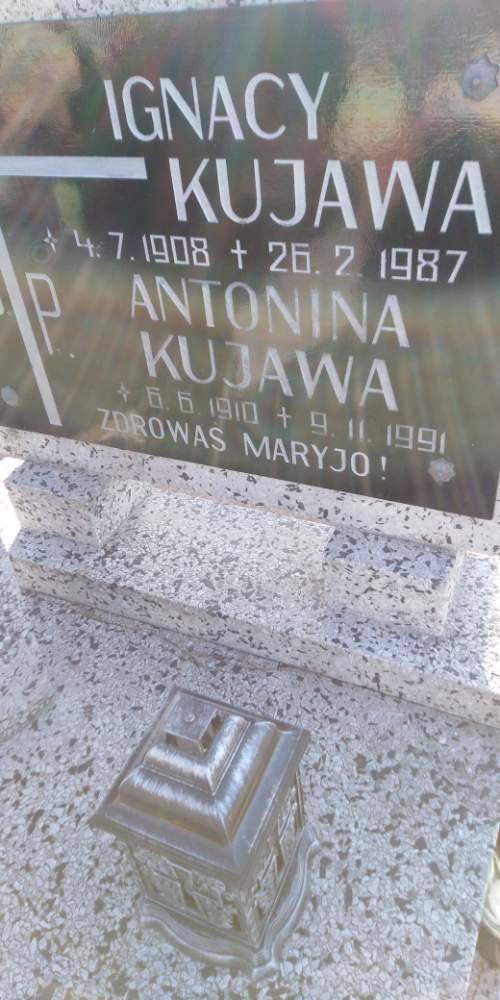 IGNACY
KUJAWA
4.7.1908 + 26.2.1987
P.
ANTONINA
KUJAWA
6.6.1910 + 9.11.1991
ZDROWAS MARYJO!